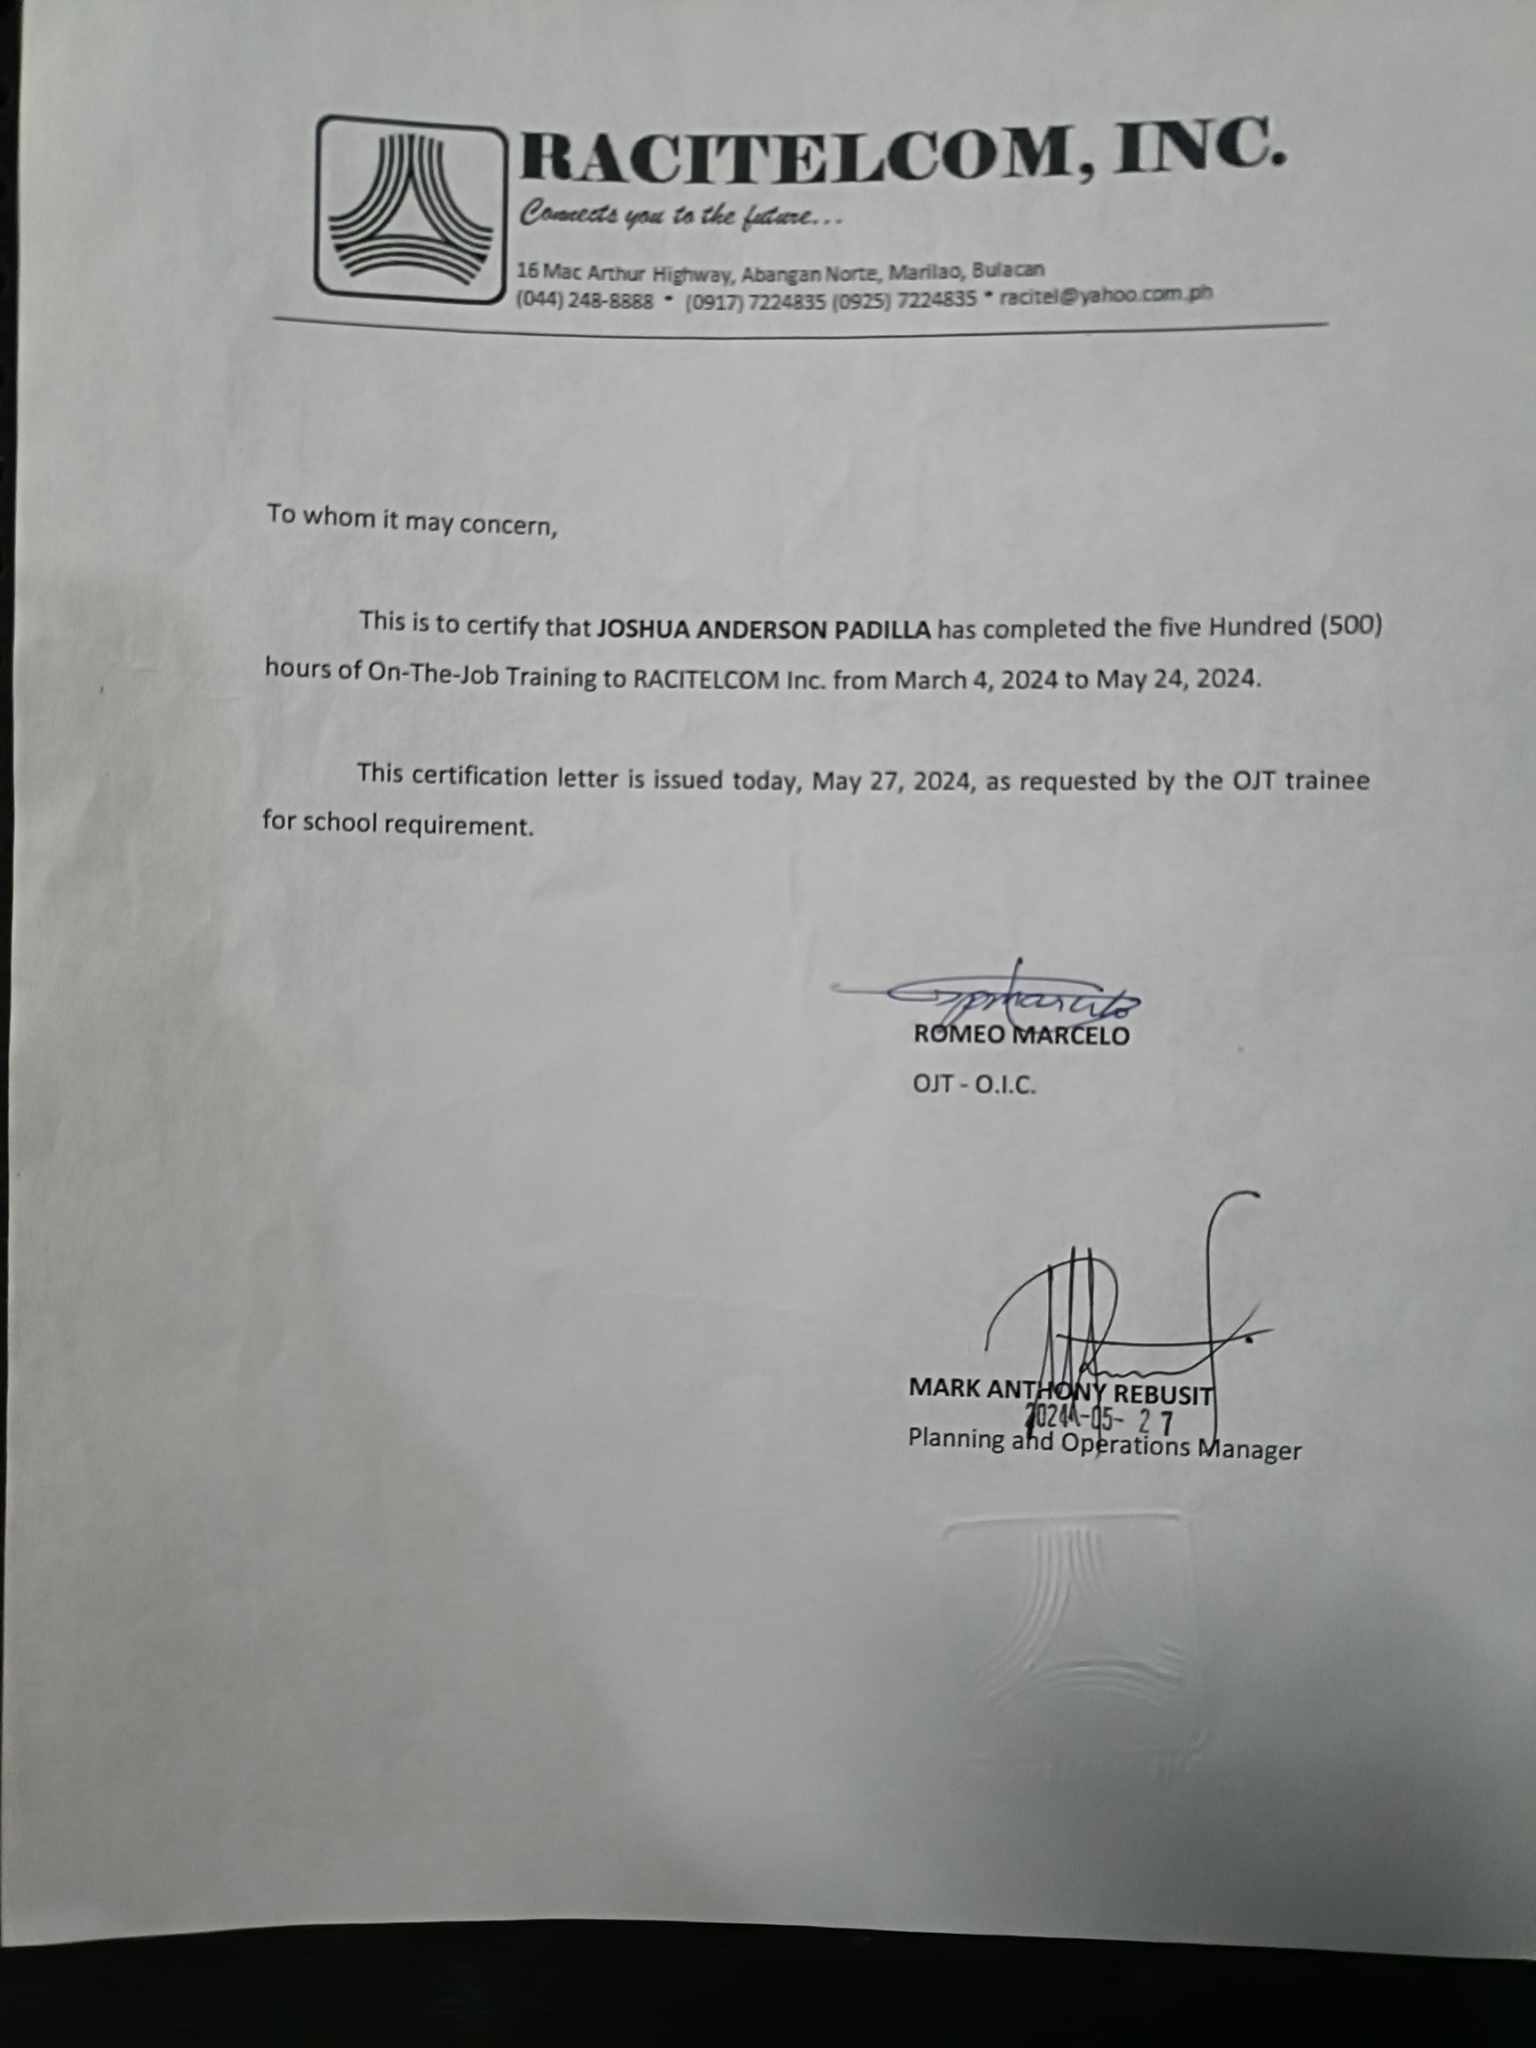 RACITELCOM, INC.
Connects you to the future...
16 Mac Arthur Highway, Abangan Norte, Marilao, Bulacan
(044) 248-8888 * (0917) 7224835 (0925) 7224835 * racitel@yahoo.com.ph
To whom it may concern,
This is to certify that JOSHUA ANDERSON PADILLA has completed the five Hundred (500)
hours of On-The-Job Training to RACITELCOM Inc. from March 4, 2024 to May 24, 2024.
This certification letter is issued today, May 27, 2024, as requested by the OJT trainee
for school requirement.
ROMEO MARCELO
OJT - O.I.C.
MARK ANTHONY REBUSIT
2024-05-27
Planning and Operations Manager